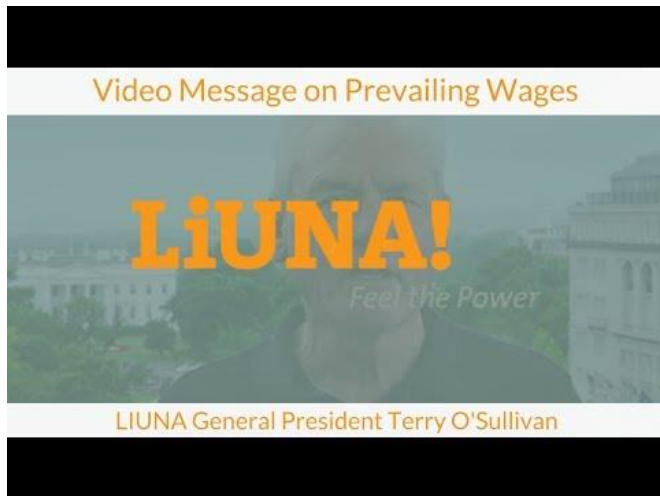 Video Message on Prevailing Wages
LiUNA!
Feel the Power
LIUNA General President Terry O'Sullivan